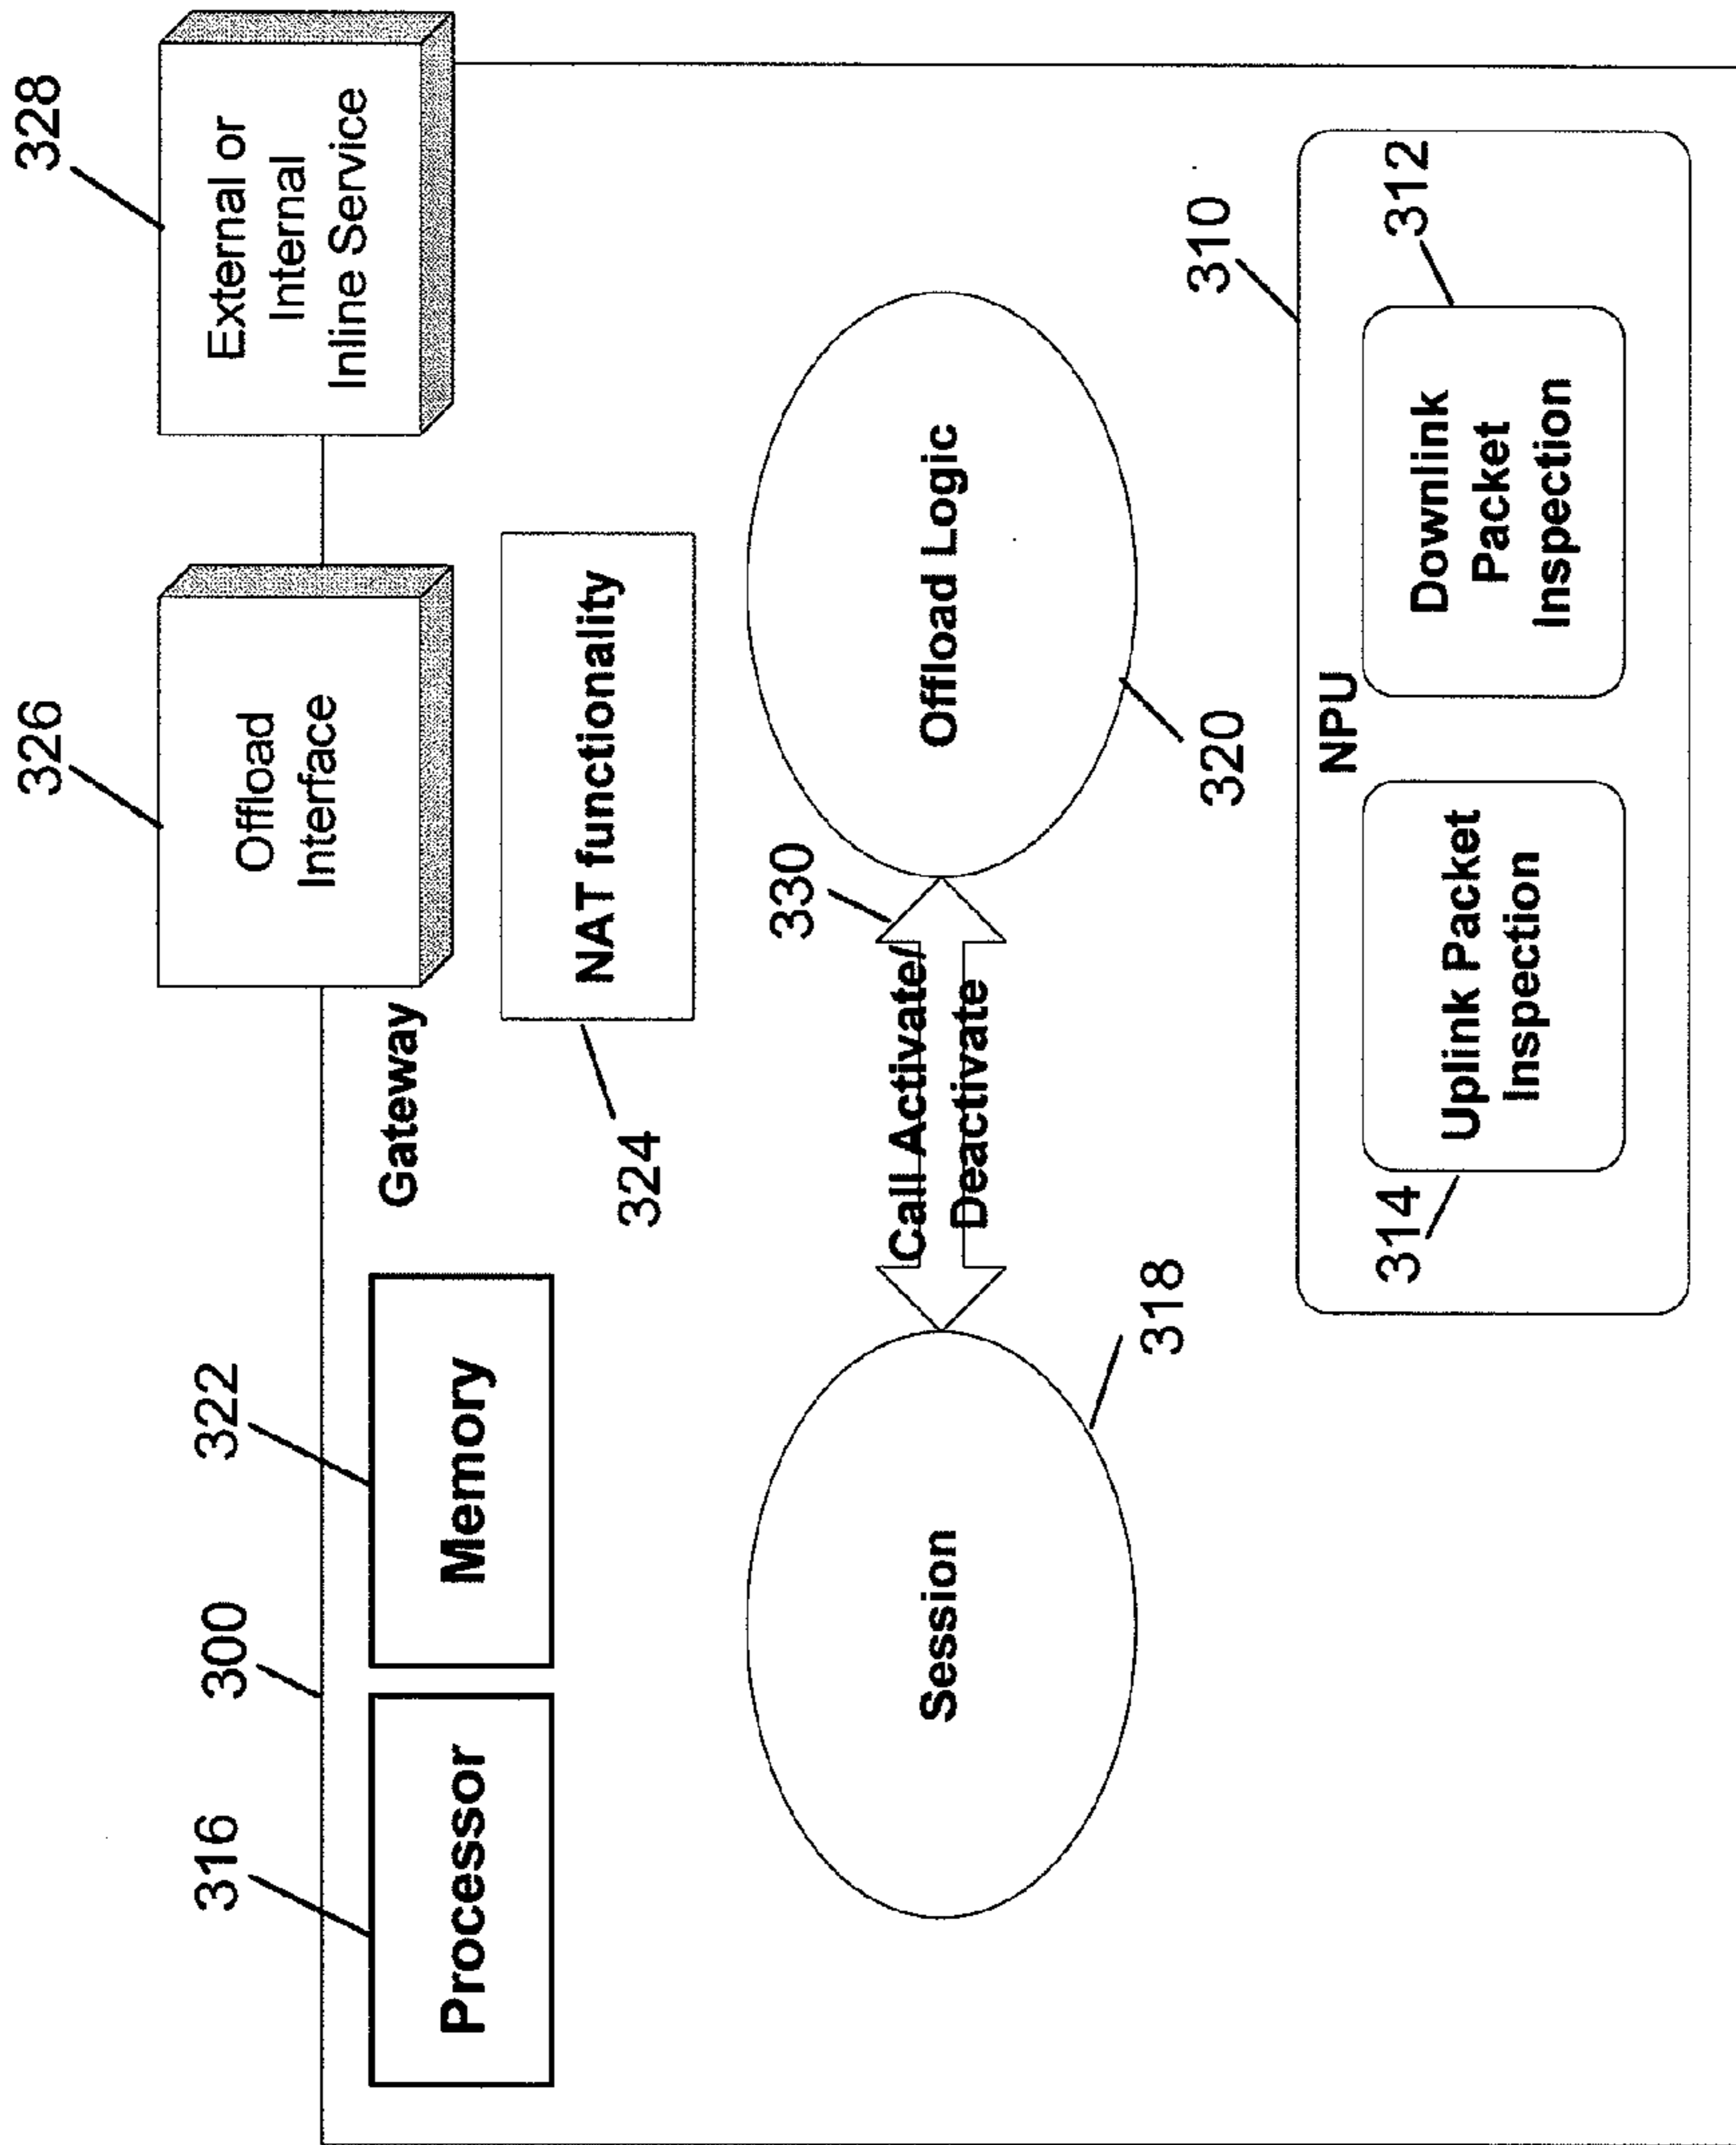 326
328
Offload
Interface
External or
Internal
Inline Service
316
300
322
Processor
Memory
Gateway
324
NAT functionality
Session
318
Call Activate/
Deactivate
330
Offload Logic
320
310
NPU
314
Uplink Packet
Inspection
Downlink
Packet
Inspection
312